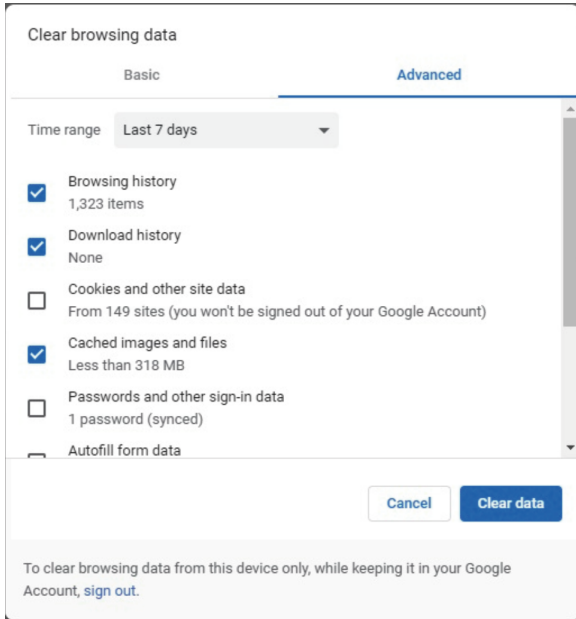 Clear browsing data
Basic
Advanced
Time range
Last 7 days
Browsing history
1,323 items
Download history
None
Cookies and other site data
From 149 sites (you won't be signed out of your Google Account)
Cached images and files
Less than 318 MB
Passwords and other sign-in data
1 password (synced)
Autofill form data
Cancel
Clear data
To clear browsing data from this device only, while keeping it in your Google
Account, sign out.